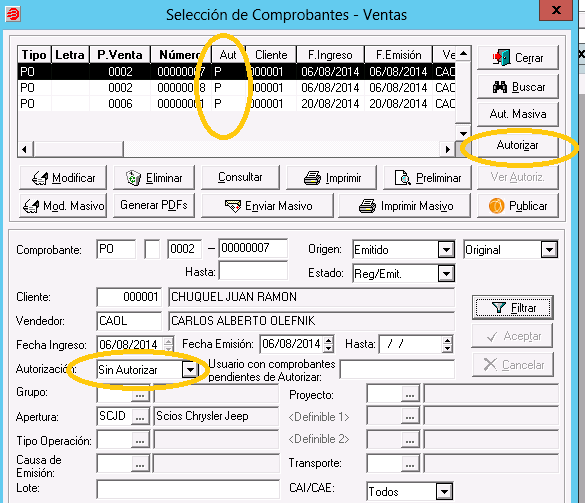 Selección de Comprobantes - Ventas
Tipo Letra P.Venta Número Aut Cliente F.Ingreso F.Emisión Ve
PO 0002 00000007 P 000001 06/08/2014 06/08/2014 CAO
PO 0002 00000008 P 000001 06/08/2014 06/08/2014 CAO
PO 0006 00000001 P 000001 20/08/2014 20/08/2014 CAO
Cerrar
Buscar
Aut. Masiva
Autorizar
Modificar Eliminar Consultar Imprimir Preliminar Ver Autoriz.
Mod. Masivo Generar PDFs Enviar Masivo Imprimir Masivo Publicar
Comprobante: PO 0002 – 00000007 Origen: Emitido Original
Hasta: Estado: Reg/Emit.
Cliente: 000001 CHUQUEL JUAN RAMON
Vendedor: CAOL CARLOS ALBERTO OLEFNIK
Filtrar
Fecha Ingreso: 06/08/2014 Fecha Emisión: 06/08/2014 Hasta: / /
Aceptar
Autorización: Sin Autorizar Usuario con comprobantes
pendientes de Autorizar:
Cancelar
Grupo: ... Proyecto: ...
Apertura: SCJD ... Scios Chrysler Jeep <Definible 1> ...
Tipo Operación: ... <Definible 2> ...
Causa de
Emisión: ... Transporte: ...
Lote: CAI/CAE: Todos